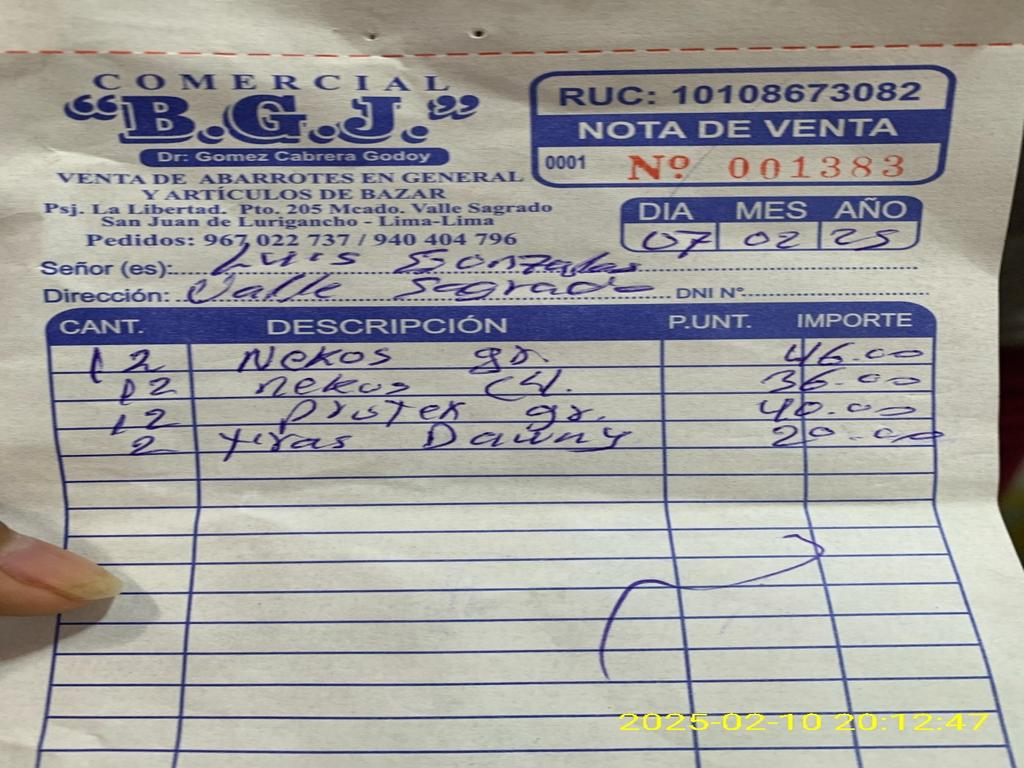 COMERCIAL
"B.G.J."
Dr: Gomez Cabrera Godoy
VENTA DE ABARROTES EN GENERAL
Y ARTÍCULOS DE BAZAR
Psj. La Libertad. Pto. 205 Mcado. Valle Sagrado
San Juan de Lurigancho - Lima-Lima
Pedidos: 967 022 737 / 940 404 796
RUC: 10108673082
NOTA DE VENTA
0001 Nº 001383
DIA MES AÑO
07 02 25
Señor (es): Luis Gonzales
Dirección: Valle Sagrado DNI Nº
CANT. DESCRIPCIÓN P.UNT. IMPORTE
12 Nekos gr. 46.00
12 nekos 36.00
12 Protex gr. 40.00
2 tiras Dawny 20.00
2025-02-10 20:12:47